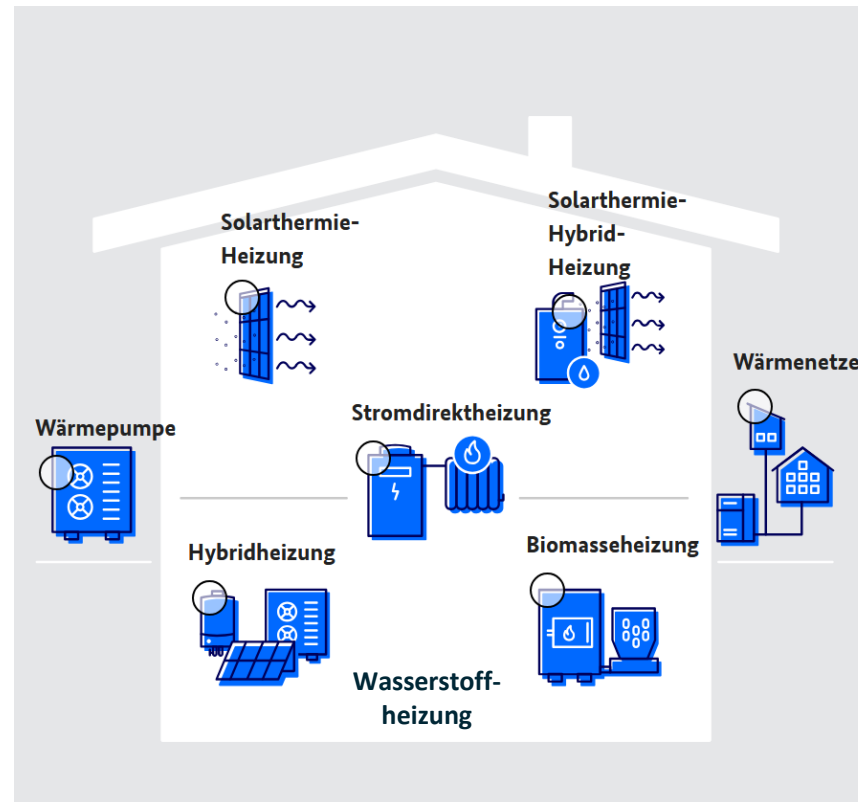 Solarthermie-
Heizung
Solarthermie-
Hybrid-
Heizung
Wärmenetze
Wärmepumpe
Stromdirektheizung
Hybridheizung
Biomasseheizung
Wasserstoff-
heizung